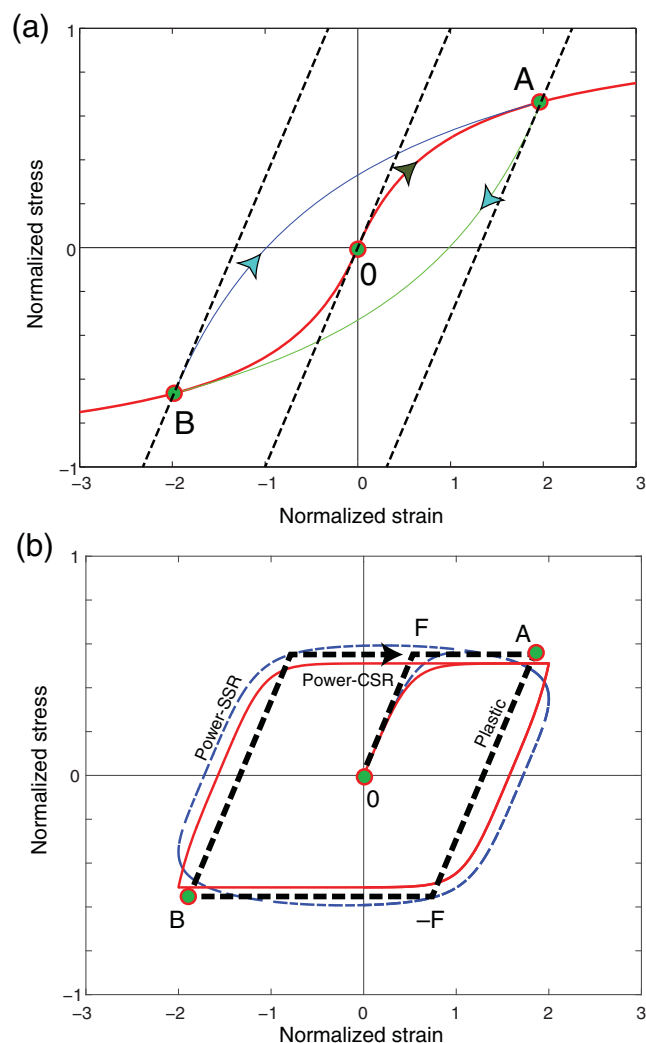 (a)
1
A
Normalized stress
0
0
B
−1
−3 −2 −1 0 1 2 3
Normalized strain
(b)
1
F
A
Power-SSR
Power-CSR
Plastic
Normalized stress
0
0
B
−F
−1
−3 −2 −1 0 1 2 3
Normalized strain